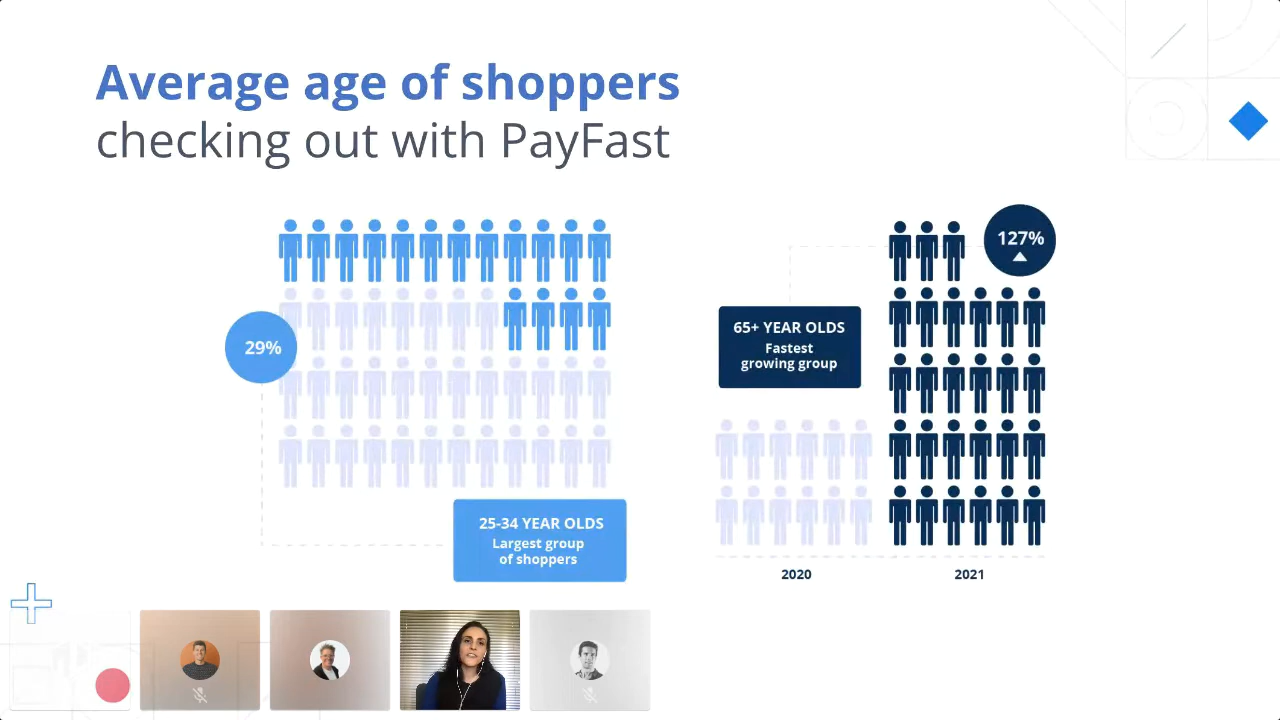 Average age of shoppers
checking out with PayFast
29%
25-34 YEAR OLDS
Largest group
of shoppers
127%
65+ YEAR OLDS
Fastest
growing group
2020
2021